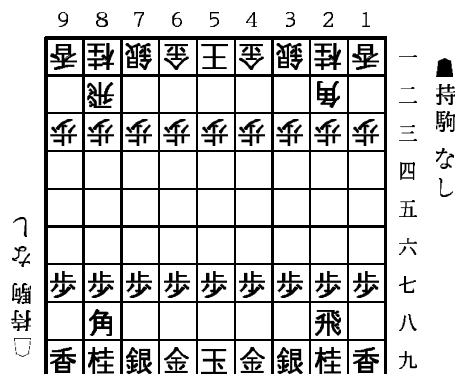 9 8 7 6 5 4 3 2 1
香 桂 銀 金 王 金 銀 桂 香 一
飛 角 二
歩 歩 歩 歩 歩 歩 歩 歩 歩 三
四
五
六
歩 歩 歩 歩 歩 歩 歩 歩 歩 七
角 飛 八
香 桂 銀 金 玉 金 銀 桂 香 九
☗持駒 なし
☖持駒 なし